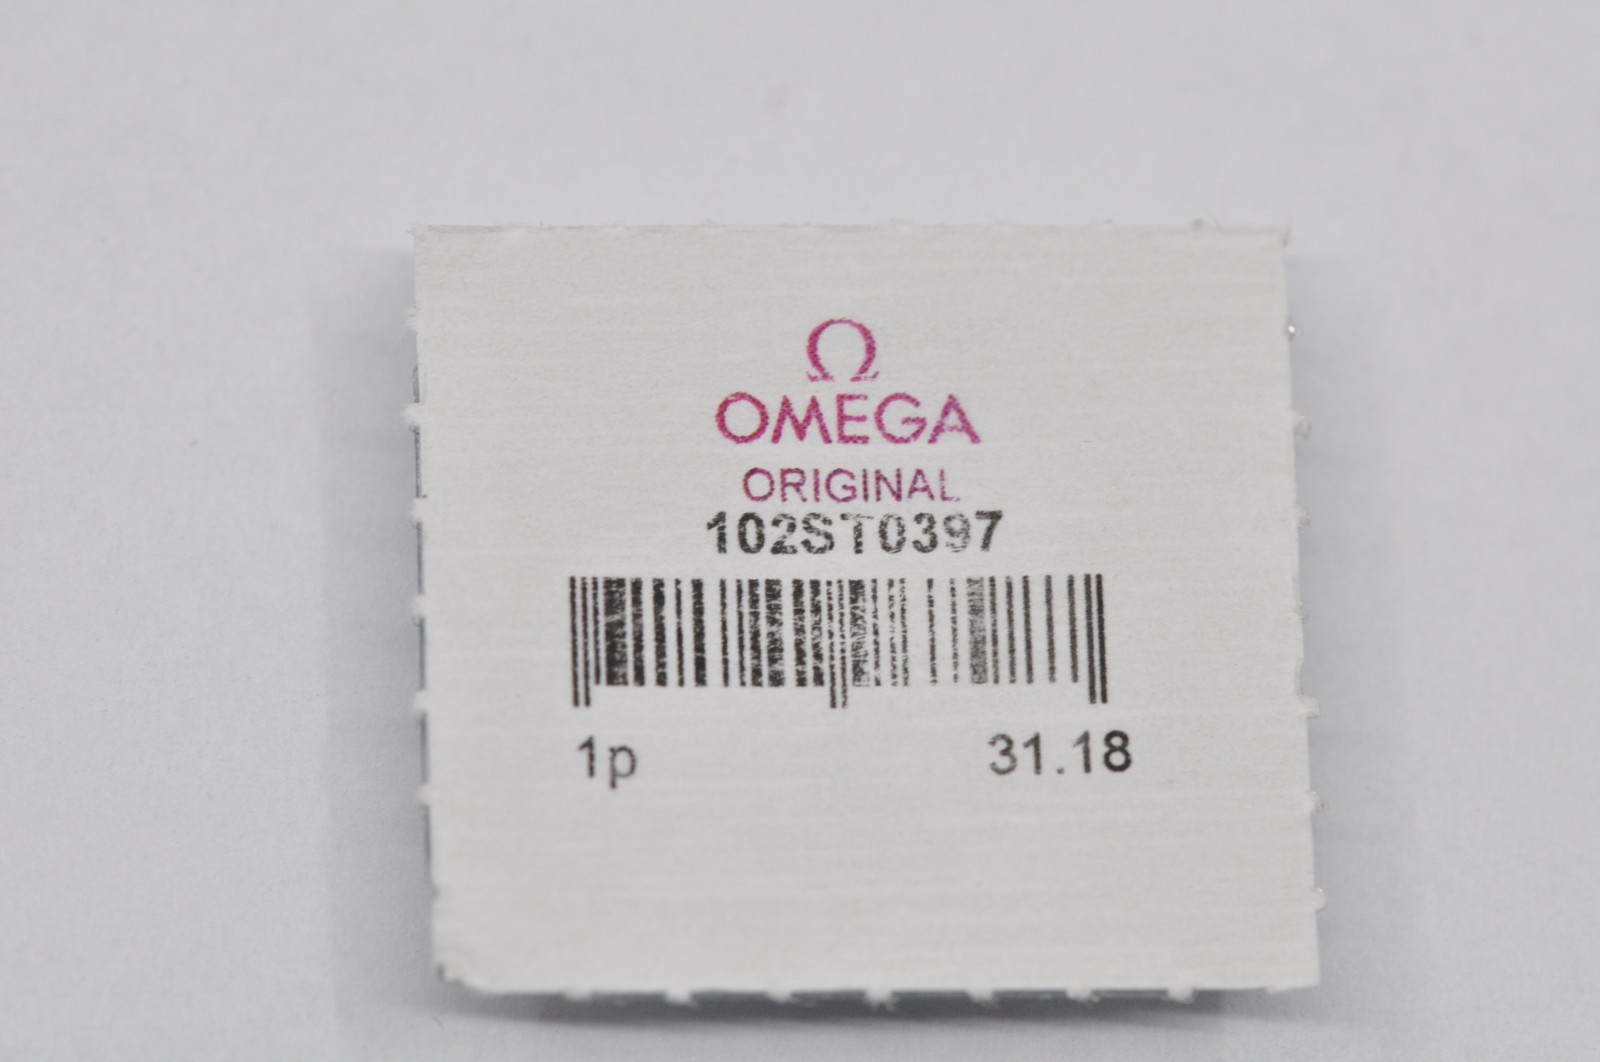 Ω
OMEGA
ORIGINAL
102ST0397
1p 31.18